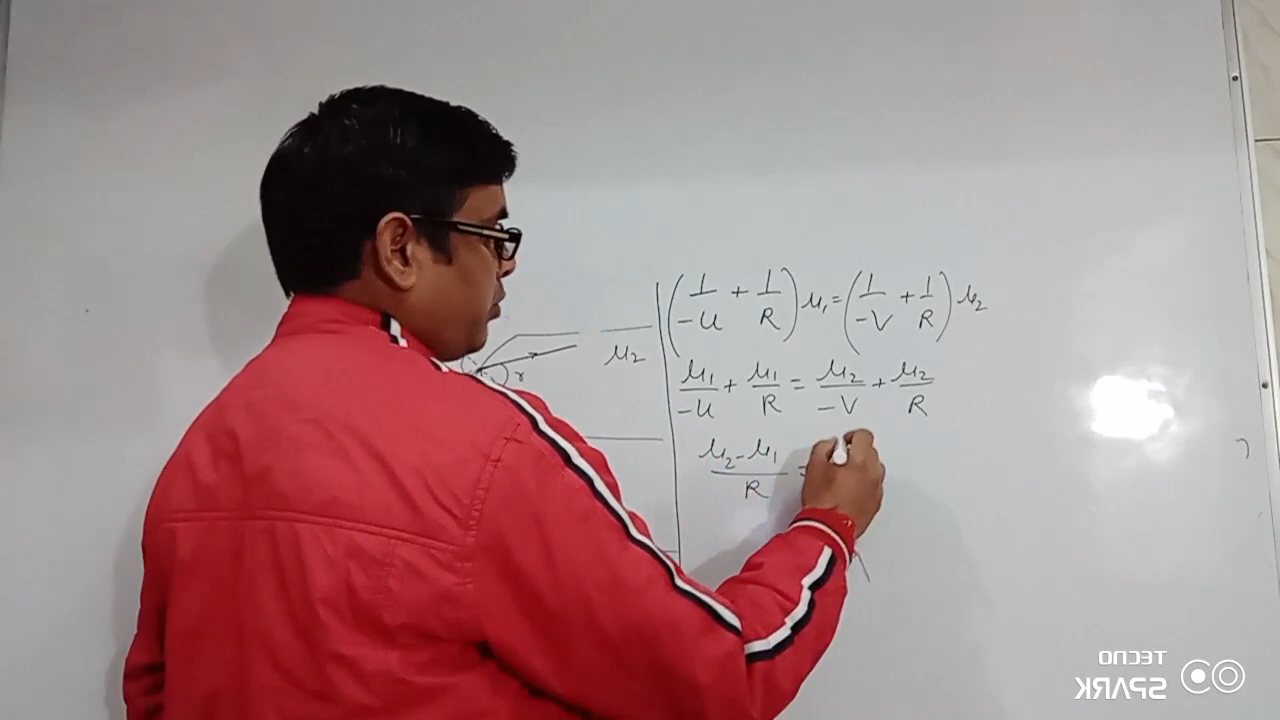 (1/-u + 1/R) μ₁ = (1/-v + 1/R) μ₂
μ₁/-u + μ₁/R = μ₂/-v + μ₂/R
μ₂-μ₁/R =
μ₂
r
TECNO
SPARK